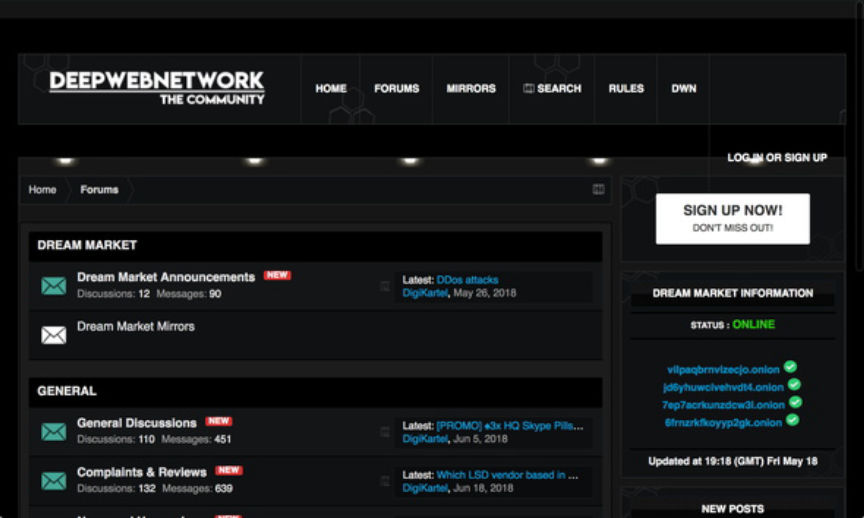 DEEPWEBNETWORK
THE COMMUNITY
HOME
FORUMS
MIRRORS
SEARCH
RULES
DWN
LOG IN OR SIGN UP
Home
Forums
SIGN UP NOW!
DON'T MISS OUT!
DREAM MARKET
Dream Market Announcements NEW
Discussions: 12 Messages: 90
Latest: DDos attacks
DigiKartel, May 26, 2018
Dream Market Mirrors
GENERAL
General Discussions NEW
Discussions: 110 Messages: 451
Latest: [PROMO] ♠3x HQ Skype Pills...
DigiKartel, Jun 5, 2018
Complaints & Reviews NEW
Discussions: 132 Messages: 639
Latest: Which LSD vendor based in ...
DigiKartel, Jun 18, 2018
DREAM MARKET INFORMATION
STATUS : ONLINE
jd6yhuwcivehvdt4.onion
7ep7acrkunzdcw3l.onion
6frnzrkfkoyyp2gk.onion
Updated at 19:18 (GMT) Fri May 18
NEW POSTS